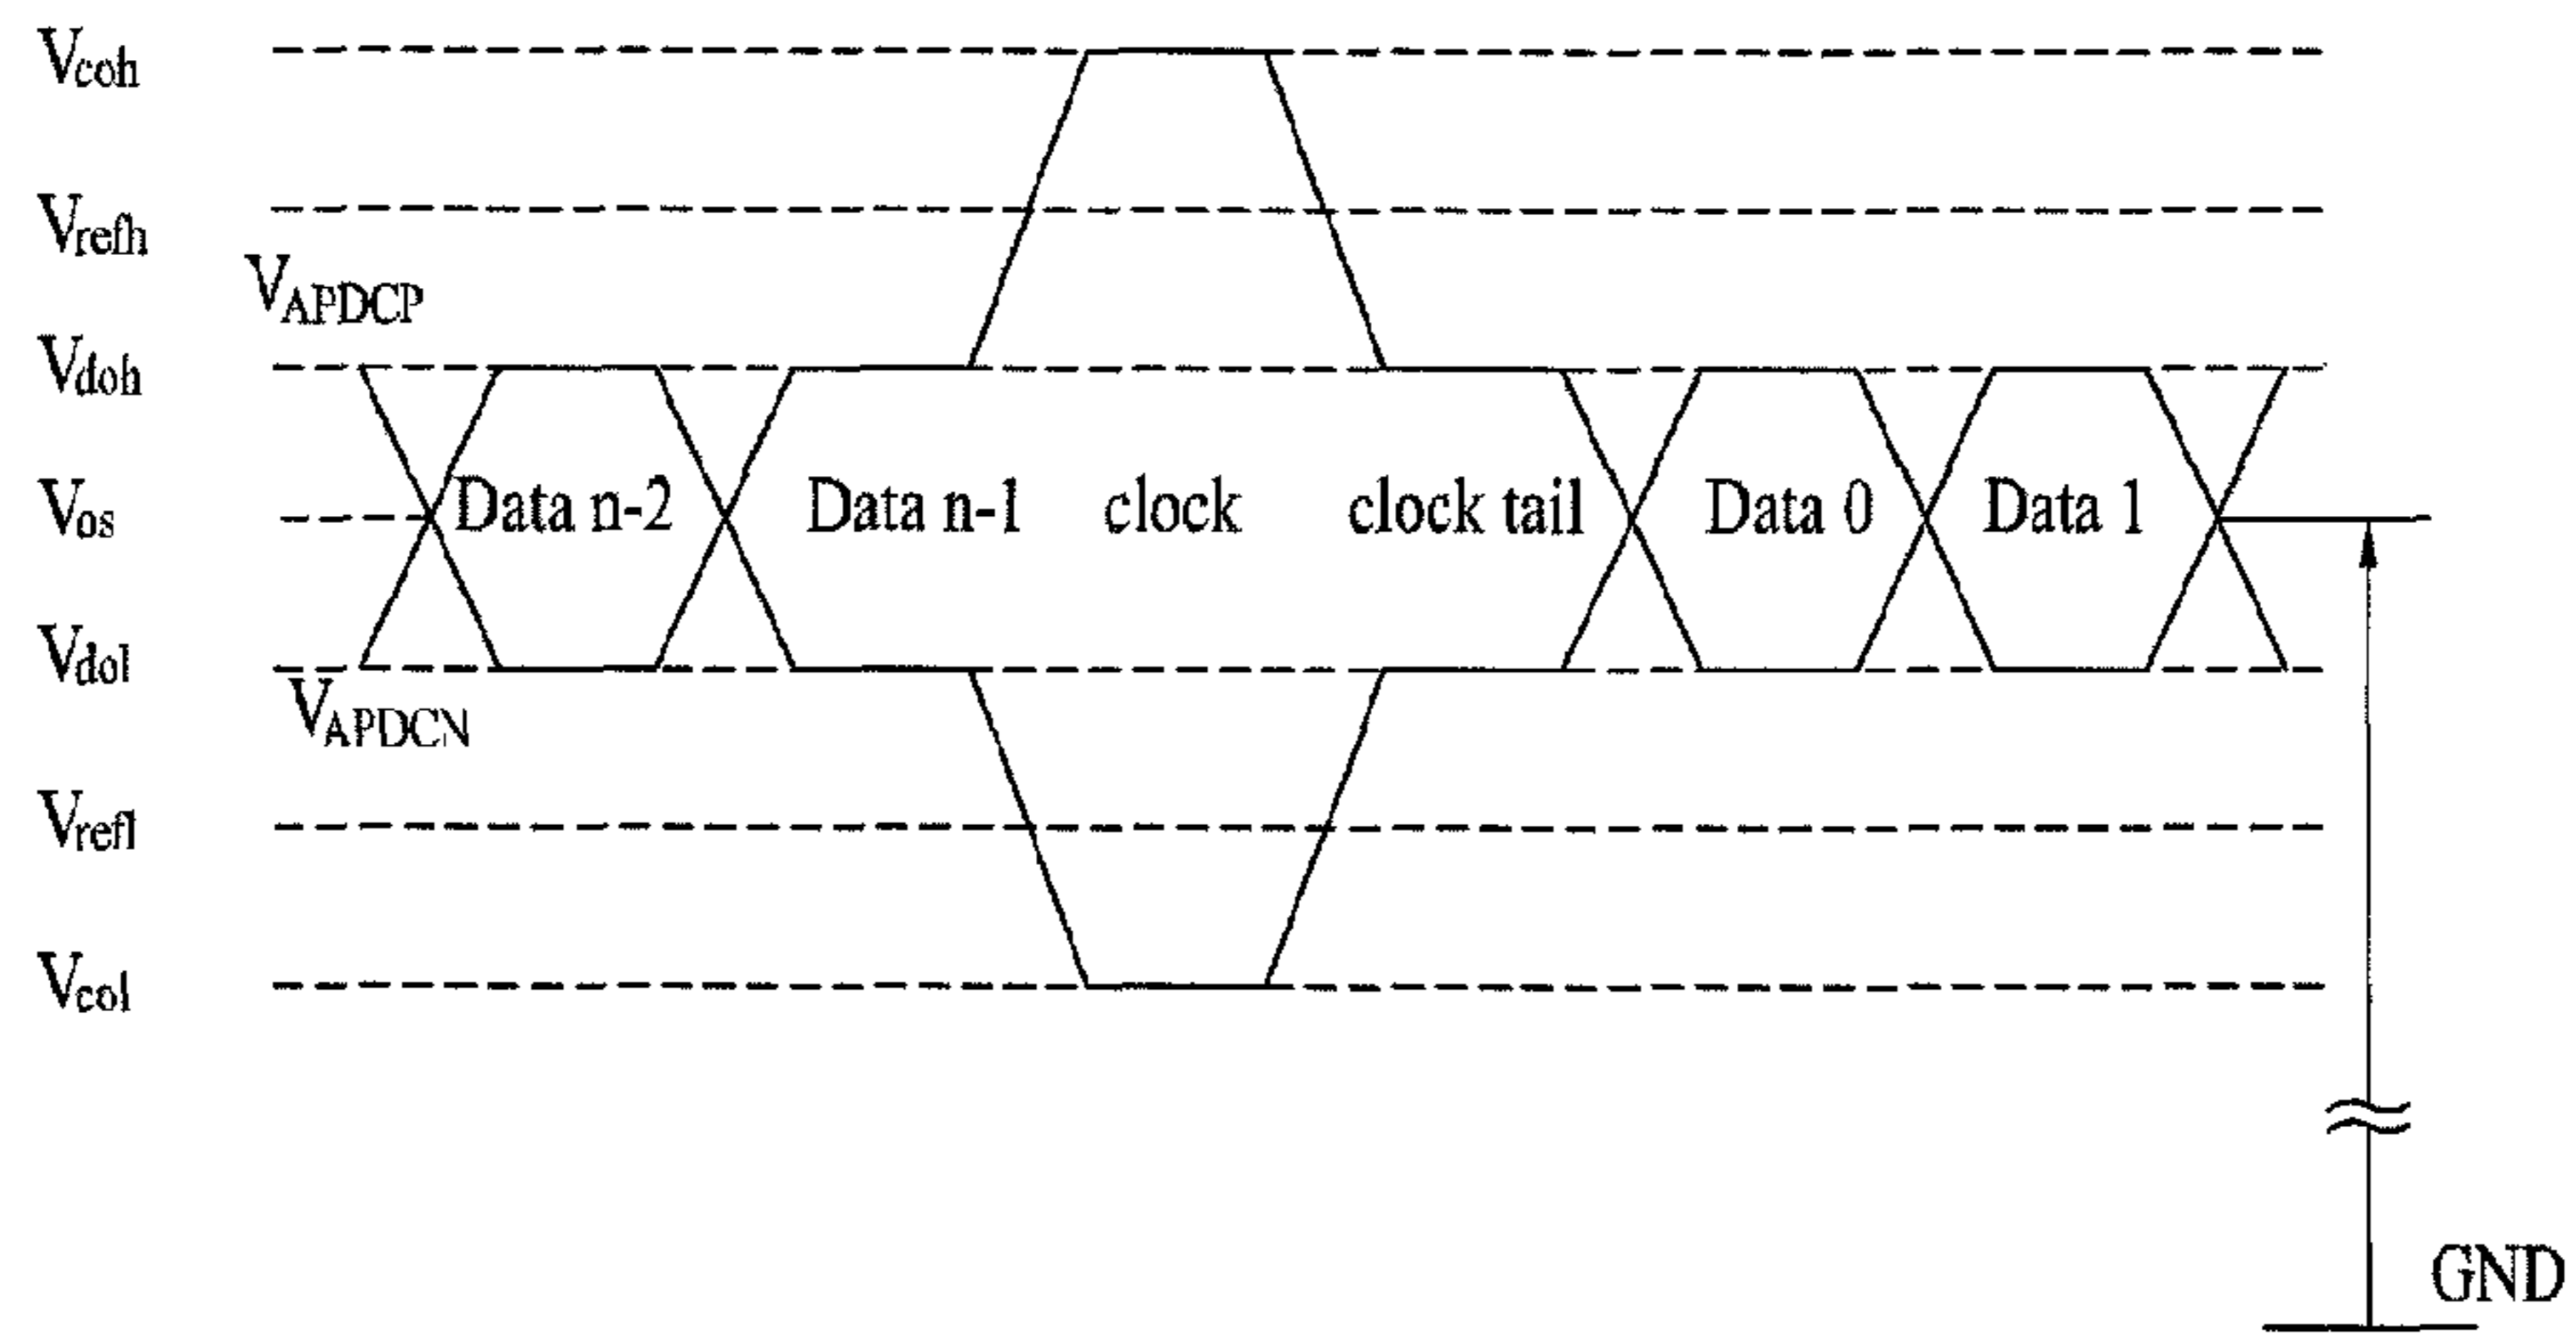 Vcoh
Vrefh
VAPDCP
Vdoh
Vos Data n-2 Data n-1 clock clock tail Data 0 Data 1
Vdol
VAPDCN
Vrefl
Vcol
GND